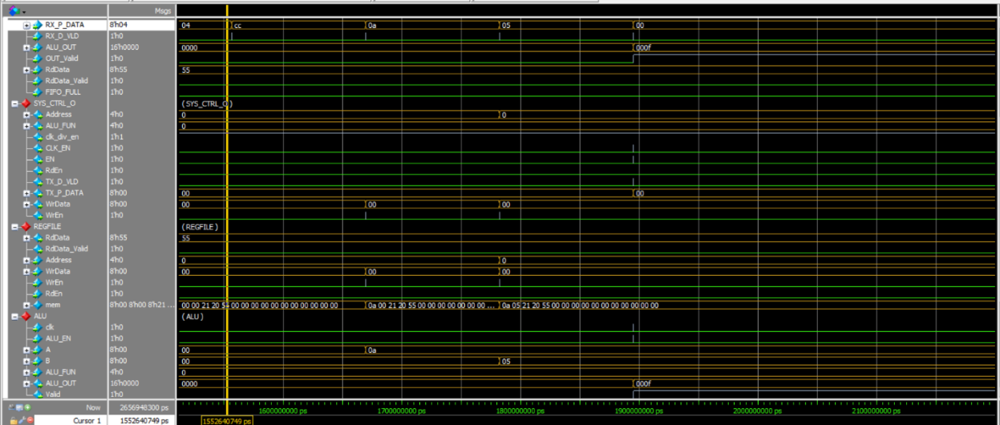 Msgs
RX_P_DATA 8'h04 04 cc 0a 05 00
RX_D_VLD 1'h0
ALU_OUT 16'h0000 0000 000f
OUT_Valid 1'h0
RdData 8'h55 55
RdData_Valid 1'h0
FIFO_FULL 1'h0
SYS_CTRL_O (SYS_CTRL_O)
Address 4'h0 0 0
ALU_FUN 4'h0 0
clk_div_en 1'h1
CLK_EN 1'h0
EN 1'h0
RdEn 1'h0
TX_D_VLD 1'h0
TX_P_DATA 8'h00 00 00
WrData 8'h00 00 00 00
WrEn 1'h0
REGFILE (REGFILE)
RdData 8'h55 55
RdData_Valid 1'h0
Address 4'h0 0 0
WrData 8'h00 00 00 00
WrEn 1'h0
RdEn 1'h0
mem 8'h00 8'h00 8'h21 ... 00 00 21 20 00 00 00 00 00 00 00 00 00 00 00 0a 00 21 20 55 00 00 00 00 00 00 00 ... 0a 05 21 20 55 00 00 00 00 00 00 00 00 00 00 00
ALU (ALU)
clk 1'h0
ALU_EN 1'h0
A 8'h00 00 0a
B 8'h00 00 05
ALU_FUN 4'h0 0
ALU_OUT 16'h0000 0000 000f
Valid 1'h0
Now 2656948300 ps 1600000000 ps 1700000000 ps 1800000000 ps 1900000000 ps 2000000000 ps 2100000000 ps
Cursor 1 1552640749 ps 1552640749 ps